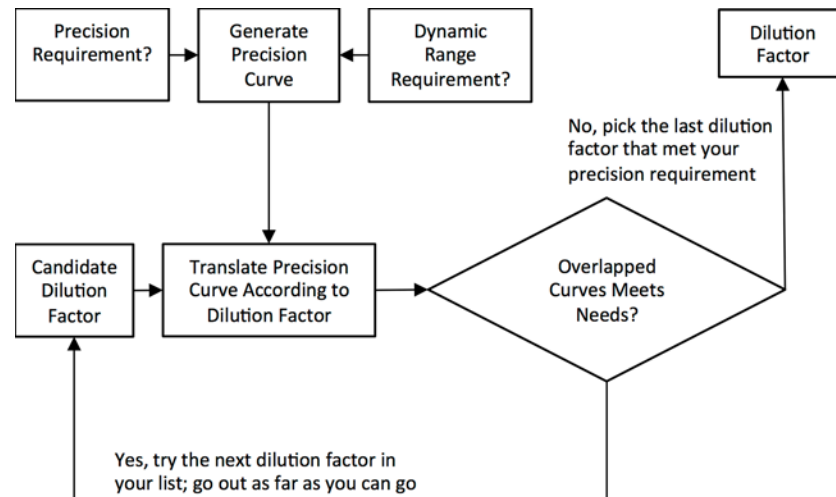 Precision
Requirement?
Generate
Precision
Curve
Dynamic
Range
Requirement?
Dilution
Factor
No, pick the last dilution
factor that met your
precision requirement
Candidate
Dilution
Factor
Translate Precision
Curve According to
Dilution Factor
Overlapped
Curves Meets
Needs?
Yes, try the next dilution factor in
your list; go out as far as you can go